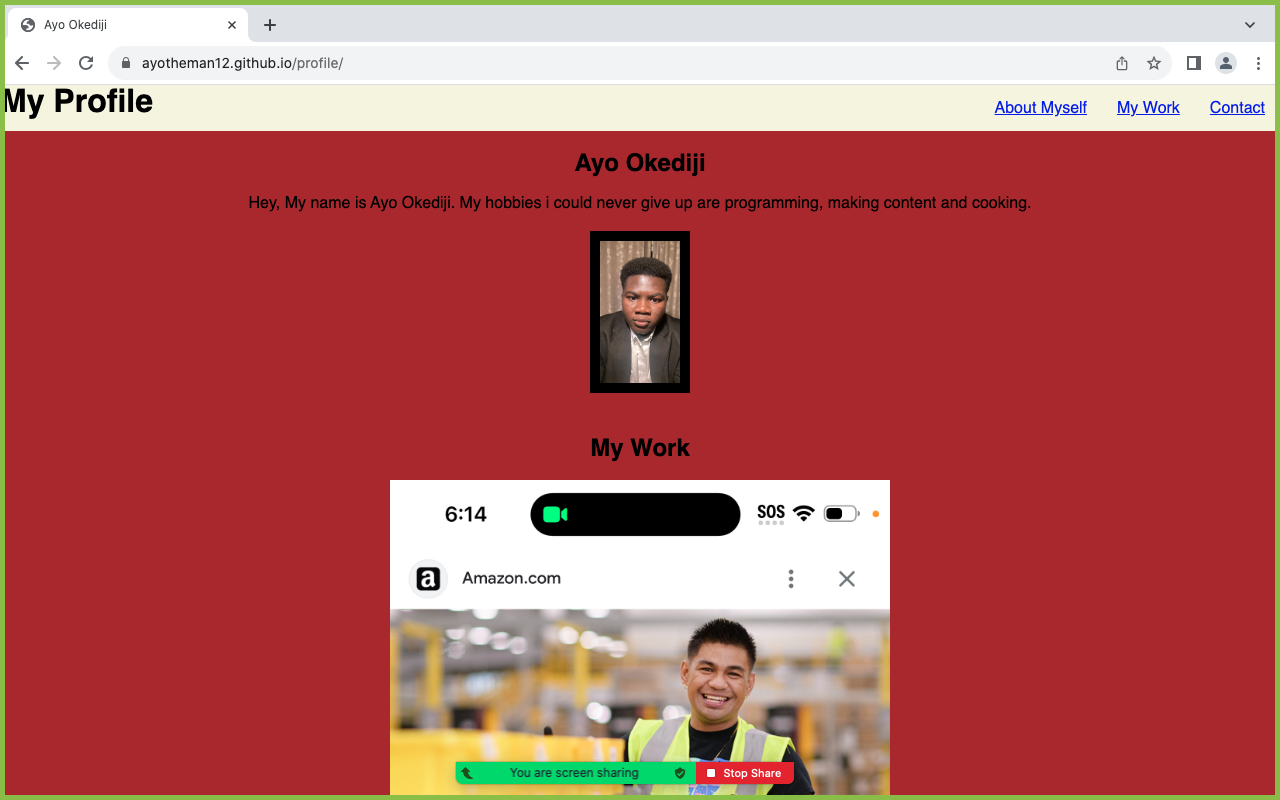 Ayo Okediji
ayotheman12.github.io/profile/
My Profile
About Myself
My Work
Contact
Ayo Okediji
Hey, My name is Ayo Okediji. My hobbies i could never give up are programming, making content and cooking.
My Work
6:14
SOS
a
Amazon.com
You are screen sharing
Stop Share